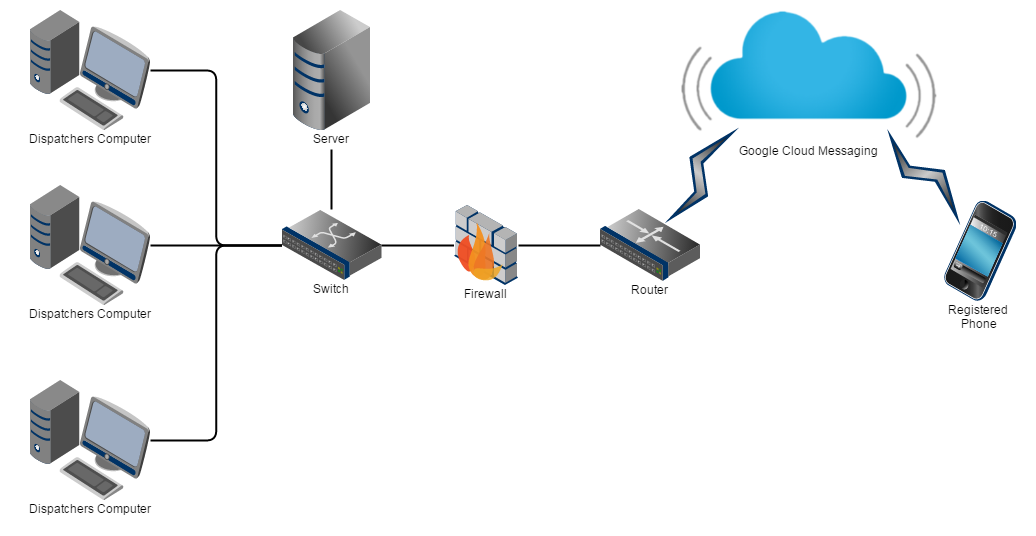 Dispatchers Computer
Server
Google Cloud Messaging
10:15
Switch
Firewall
Router
Dispatchers Computer
Registered
Phone
Dispatchers Computer